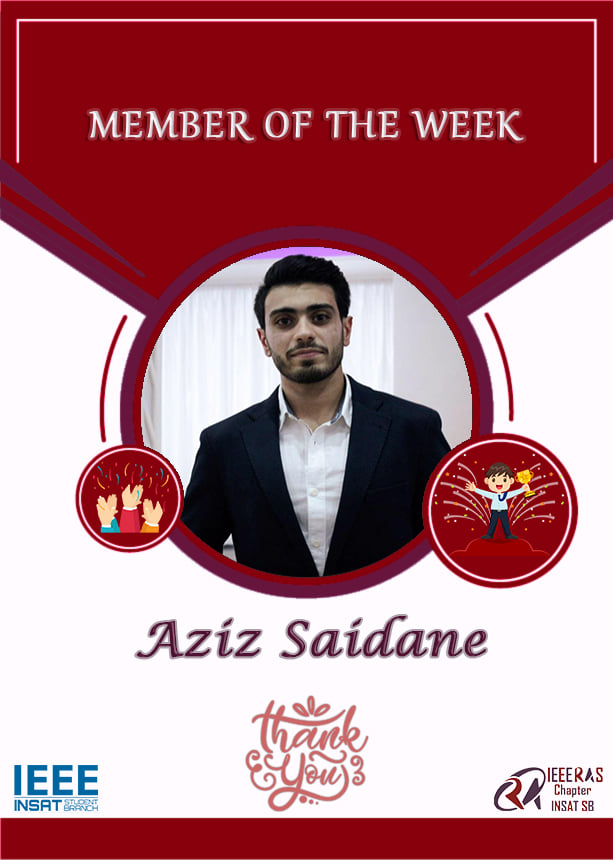 MEMBER OF THE WEEK
Aziz Saidane
thank
you
IEEE
INSAT STUDENT BRANCH
IEEE RAS
Chapter
INSAT SB